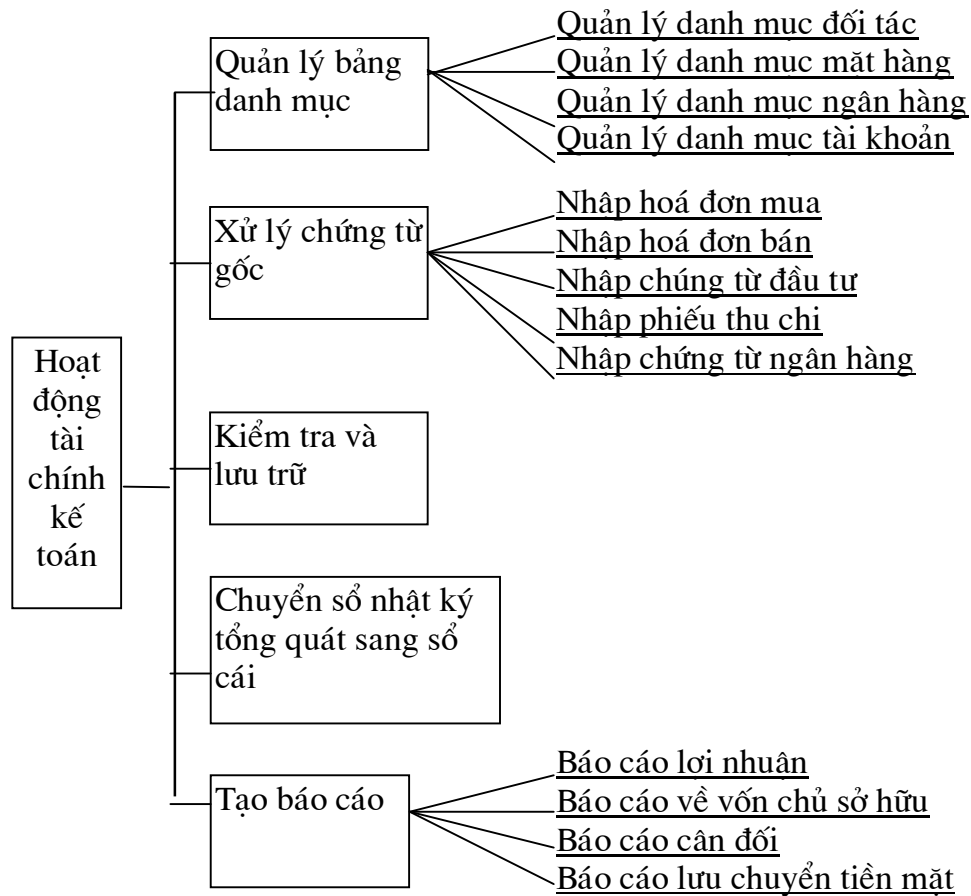 Quản lý bảng
danh mục
Quản lý danh mục đối tác
Quản lý danh mục mặt hàng
Quản lý danh mục ngân hàng
Quản lý danh mục tài khoản
Xử lý chứng từ
gốc
Nhập hoá đơn mua
Nhập hoá đơn bán
Nhập chúng từ đầu tư
Nhập phiếu thu chi
Nhập chứng từ ngân hàng
Hoạt
động
tài
chính
kế
toán
Kiểm tra và
lưu trữ
Chuyển sổ nhật ký
tổng quát sang sổ
cái
Tạo báo cáo
Báo cáo lợi nhuận
Báo cáo về vốn chủ sở hữu
Báo cáo cân đối
Báo cáo lưu chuyển tiền mặt